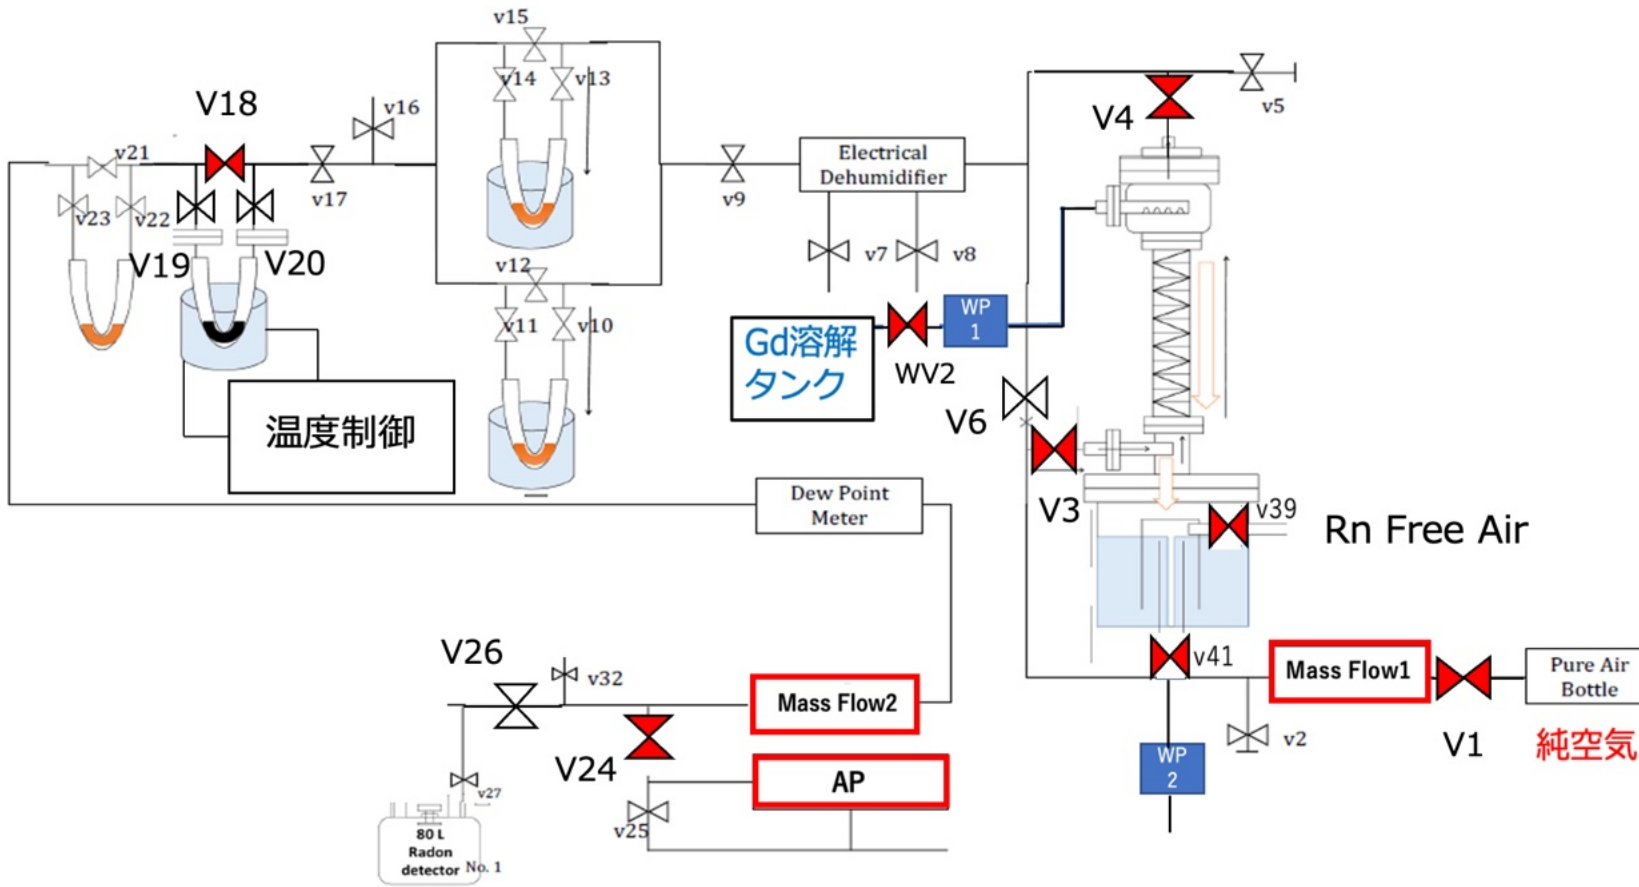 v15
v14
v13
V18
v16
v21
v17
v23
v22
V19
V20
v12
v11
v10
温度制御
v9
Electrical
Dehumidifier
v7
v8
V4
v5
Gd溶解
タンク
WV2
WP
1
V6
V3
v39
Rn Free Air
Dew Point
Meter
v41
Mass Flow1
V1
Pure Air
Bottle
純空気
v2
WP
2
V26
v32
Mass Flow2
V24
AP
v25
v27
80 L
Radon
detector
No. 1